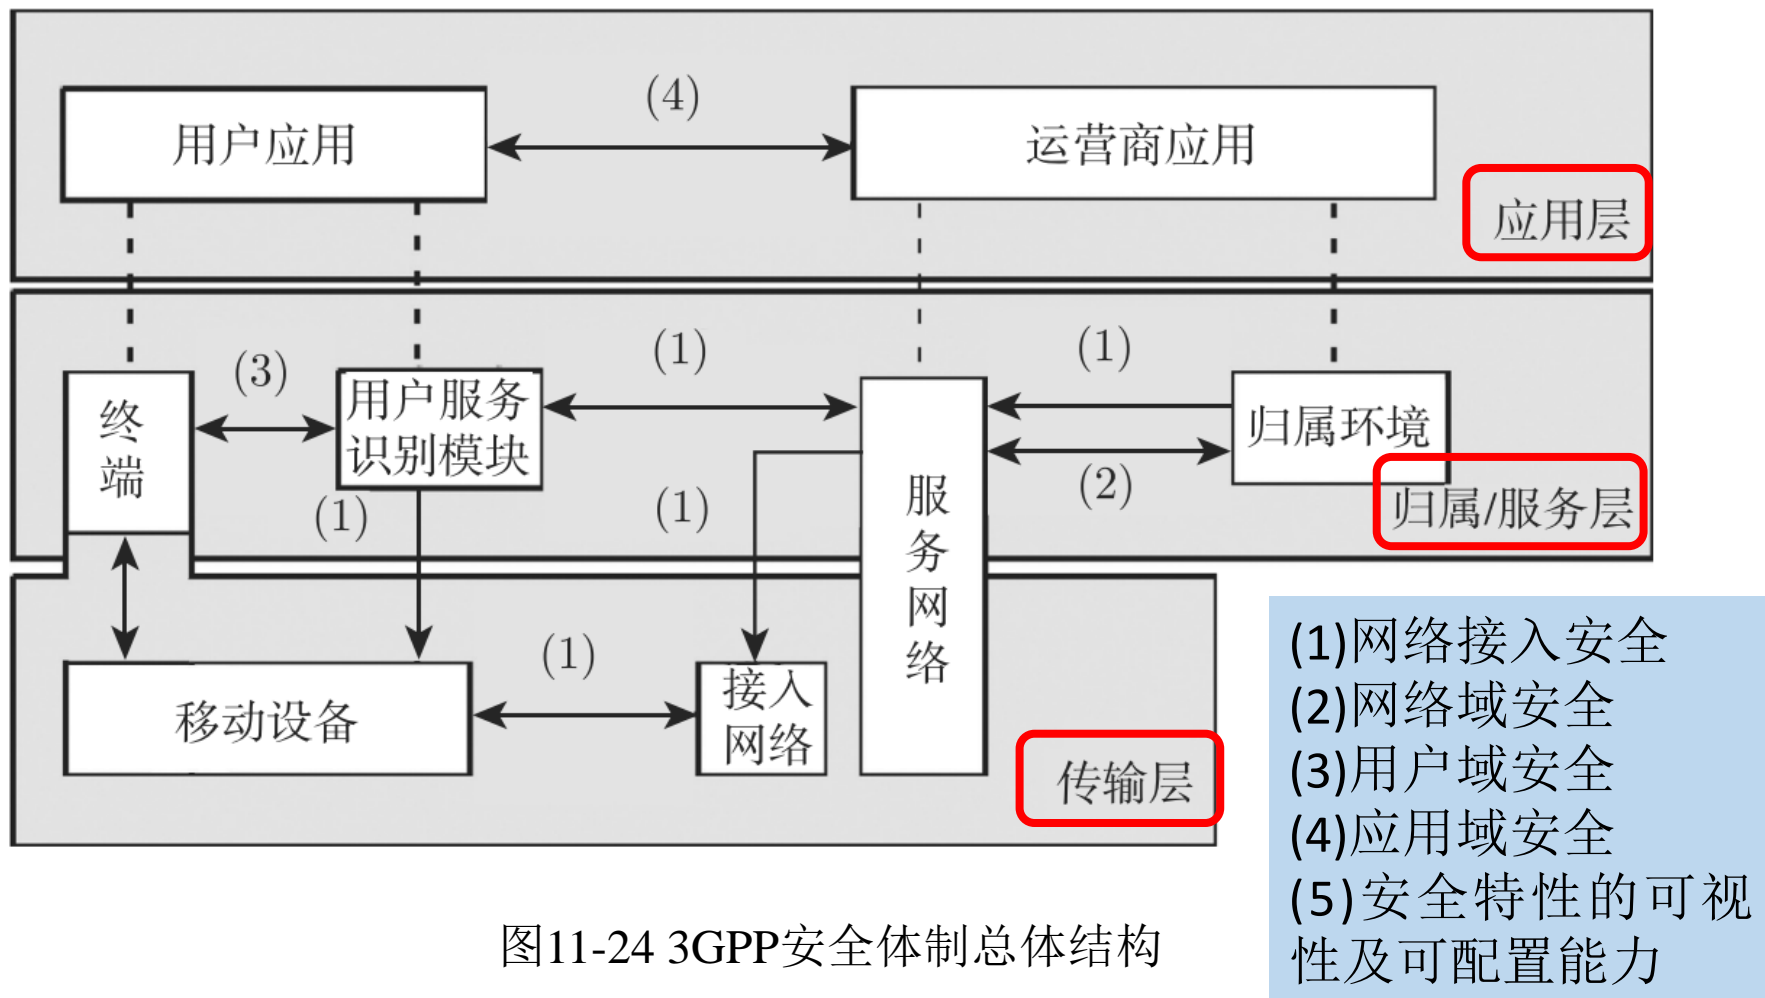 (4)
用户应用
运营商应用
应用层
(1)
(1)
(3)
终
端
用户服务
识别模块
归属环境
(2)
(1)
(1)
归属/服务层
服
务
网
络
(1)
移动设备
接入
网络
传输层
(1)网络接入安全
(2)网络域安全
(3)用户域安全
(4)应用域安全
(5)安全特性的可视
性及可配置能力
图11-24 3GPP安全体制总体结构